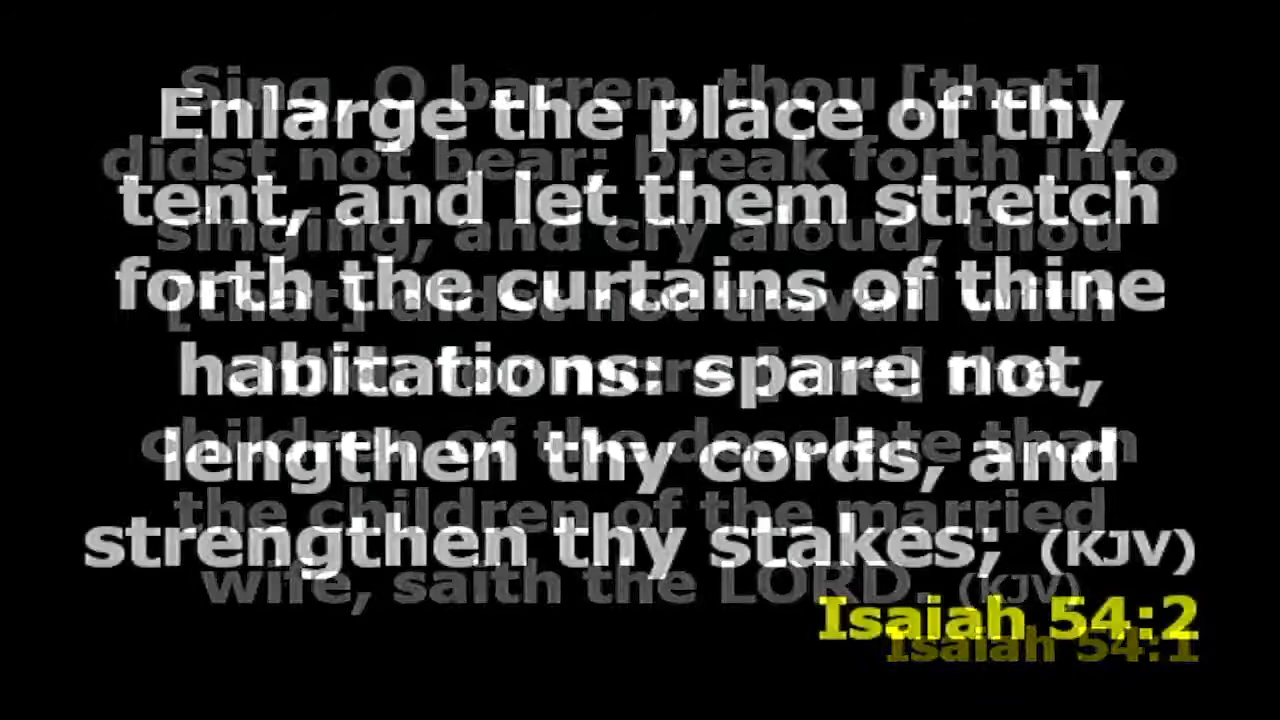 Enlarge the place of thy
tent, and let them stretch
forth the curtains of thine
habitations: spare not,
lengthen thy cords, and
strengthen thy stakes; (KJV)
Isaiah 54:2
Sing, O barren, thou [that]
didst not bear; break forth into
singing, and cry aloud, thou
[that] didst not travail with
child: for more [are] the
children of the desolate than
the children of the married
wife, saith the LORD. (KJV)
Isaiah 54:1